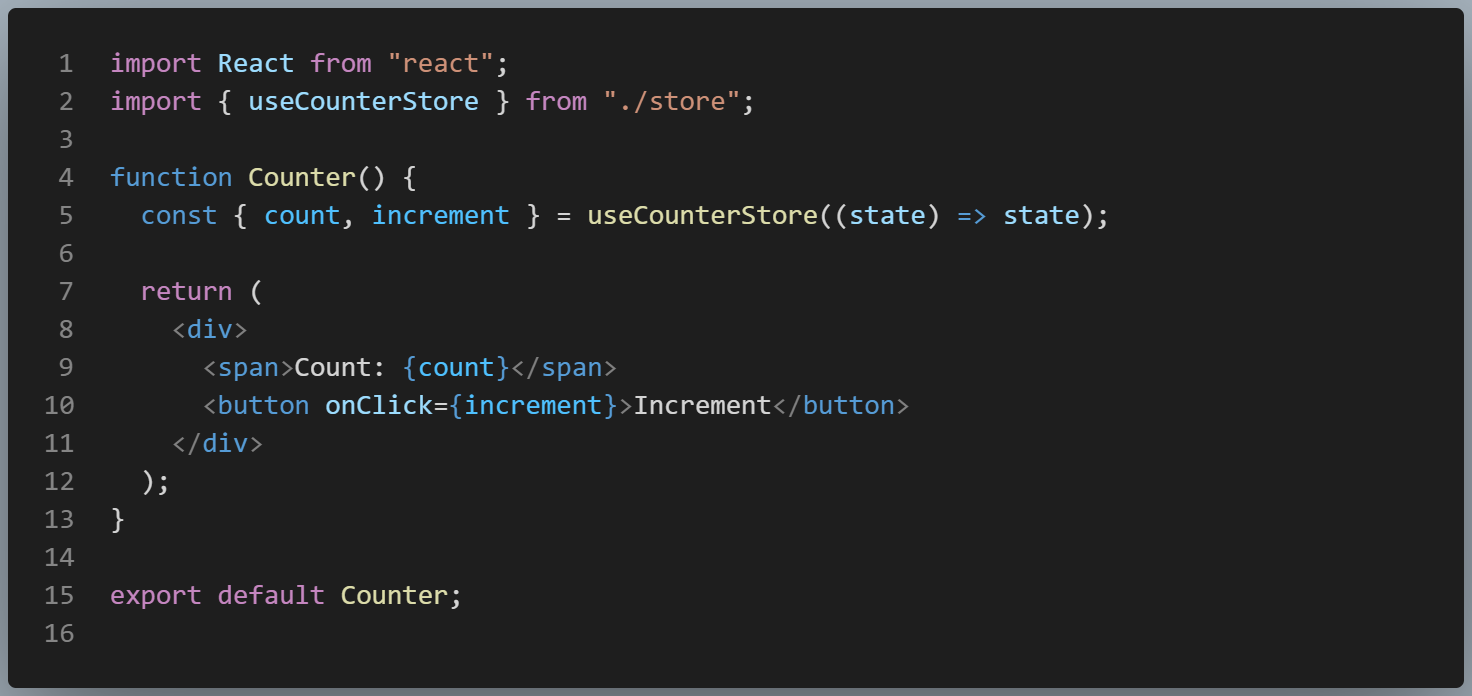 1 import React from "react";
2 import { useCounterStore } from "./store";
3
4 function Counter() {
5   const { count, increment } = useCounterStore((state) => state);
6
7   return (
8     <div>
9       <span>Count: {count}</span>
10       <button onClick={increment}>Increment</button>
11     </div>
12   );
13 }
14
15 export default Counter;
16